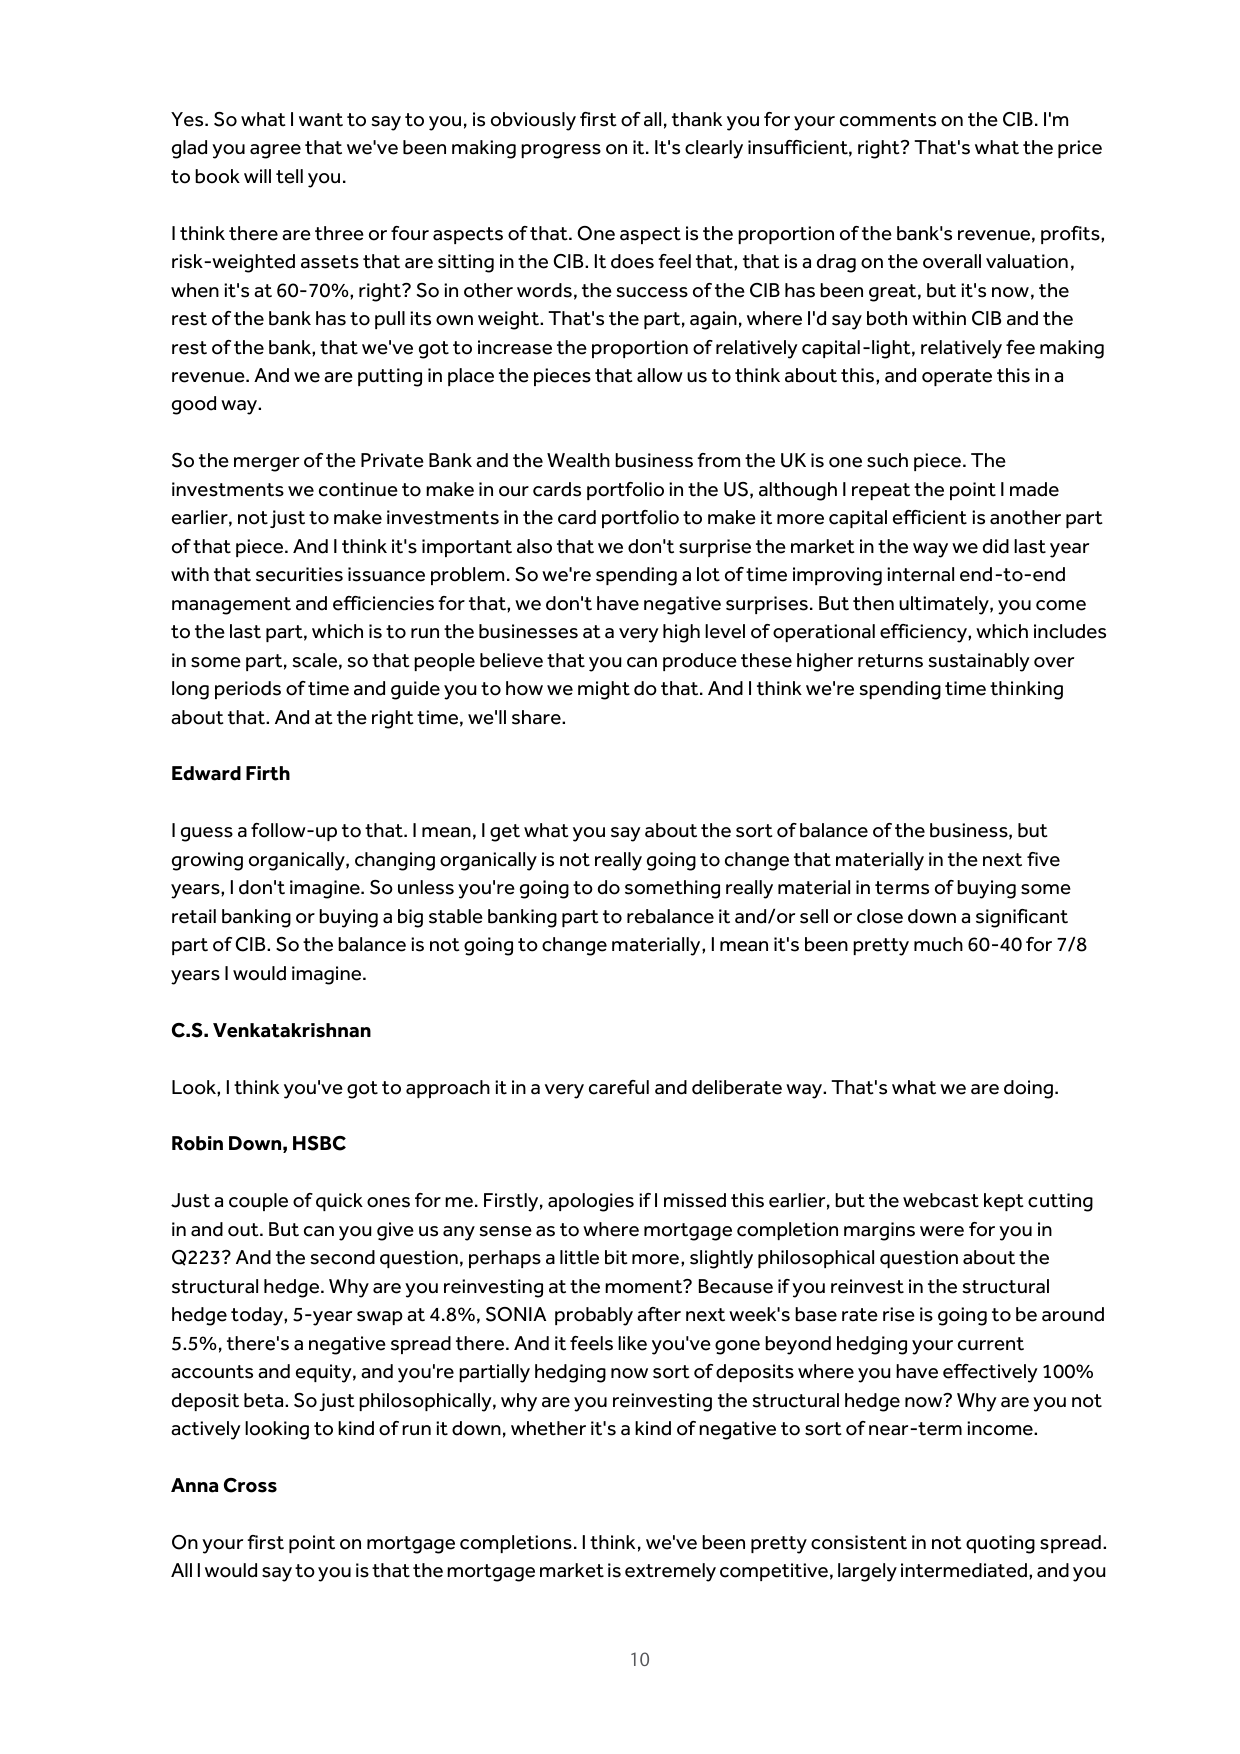 Yes. So what I want to say to you, is obviously first of all, thank you for your comments on the CIB. I'm
glad you agree that we've been making progress on it. It's clearly insufficient, right? That's what the price
to book will tell you.
I think there are three or four aspects of that. One aspect is the proportion of the bank's revenue, profits,
risk-weighted assets that are sitting in the CIB. It does feel that, that is a drag on the overall valuation,
when it's at 60-70%, right? So in other words, the success of the CIB has been great, but it's now, the
rest of the bank has to pull its own weight. That's the part, again, where I'd say both within CIB and the
rest of the bank, that we've got to increase the proportion of relatively capital-light, relatively fee making
revenue. And we are putting in place the pieces that allow us to think about this, and operate this in a
good way.
So the merger of the Private Bank and the Wealth business from the UK is one such piece. The
investments we continue to make in our cards portfolio in the US, although I repeat the point I made
earlier, not just to make investments in the card portfolio to make it more capital efficient is another part
of that piece. And I think it's important also that we don't surprise the market in the way we did last year
with that securities issuance problem. So we're spending a lot of time improving internal end-to-end
management and efficiencies for that, we don't have negative surprises. But then ultimately, you come
to the last part, which is to run the businesses at a very high level of operational efficiency, which includes
in some part, scale, so that people believe that you can produce these higher returns sustainably over
long periods of time and guide you to how we might do that. And I think we're spending time thinking
about that. And at the right time, we'll share.
Edward Firth
I guess a follow-up to that. I mean, I get what you say about the sort of balance of the business, but
growing organically, changing organically is not really going to change that materially in the next five
years, I don't imagine. So unless you're going to do something really material in terms of buying some
retail banking or buying a big stable banking part to rebalance it and/or sell or close down a significant
part of CIB. So the balance is not going to change materially, I mean it's been pretty much 60-40 for 7/8
years I would imagine.
C.S. Venkatakrishnan
Look, I think you've got to approach it in a very careful and deliberate way. That's what we are doing.
Robin Down, HSBC
Just a couple of quick ones for me. Firstly, apologies if I missed this earlier, but the webcast kept cutting
in and out. But can you give us any sense as to where mortgage completion margins were for you in
Q223? And the second question, perhaps a little bit more, slightly philosophical question about the
structural hedge. Why are you reinvesting at the moment? Because if you reinvest in the structural
hedge today, 5-year swap at 4.8%, SONIA probably after next week's base rate rise is going to be around
5.5%, there's a negative spread there. And it feels like you've gone beyond hedging your current
accounts and equity, and you're partially hedging now sort of deposits where you have effectively 100%
deposit beta. So just philosophically, why are you reinvesting the structural hedge now? Why are you not
actively looking to kind of run it down, whether it's a kind of negative to sort of near-term income.
Anna Cross
On your first point on mortgage completions. I think, we've been pretty consistent in not quoting spread.
All I would say to you is that the mortgage market is extremely competitive, largely intermediated, and you
10